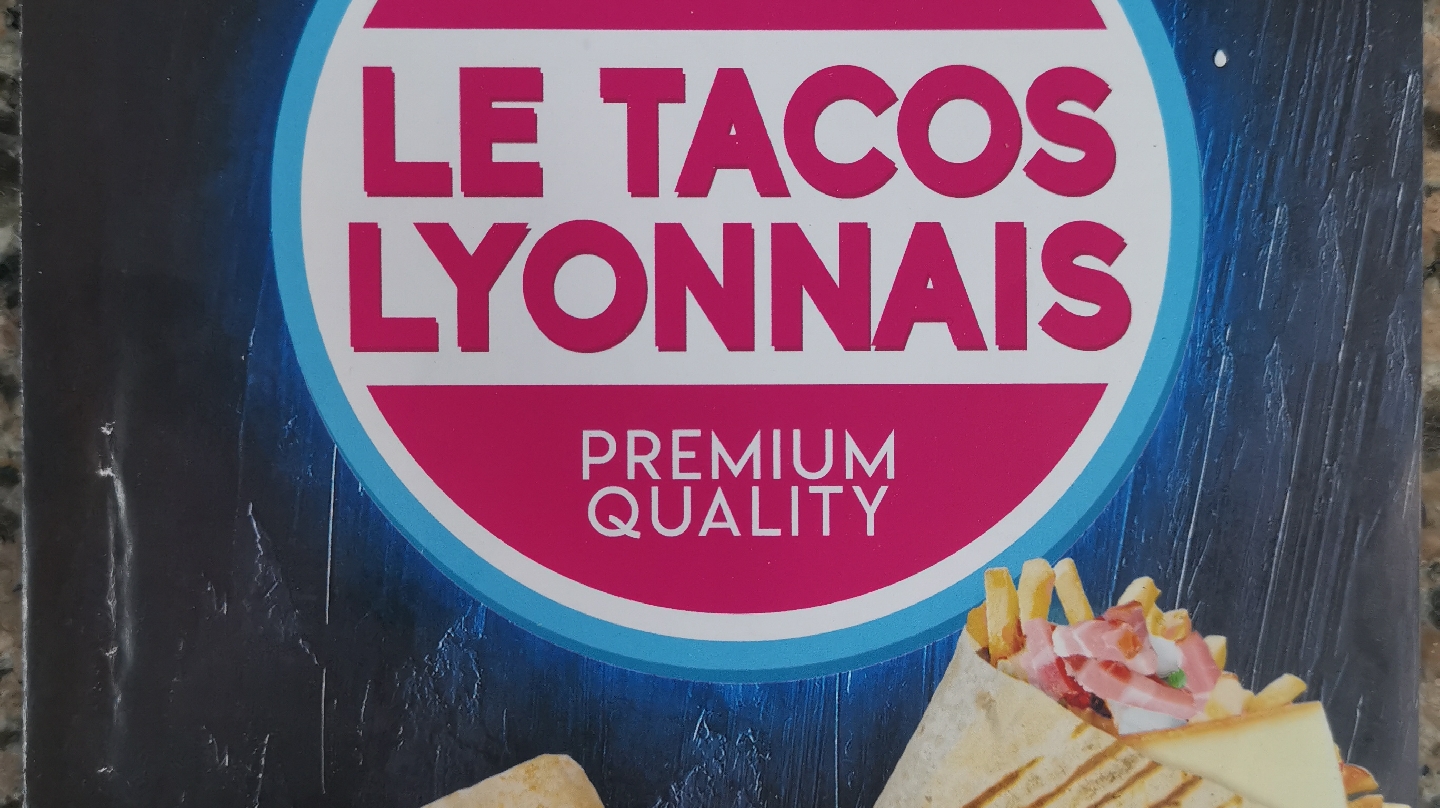 LE TACOS
LYONNAIS
PREMIUM
QUALITY